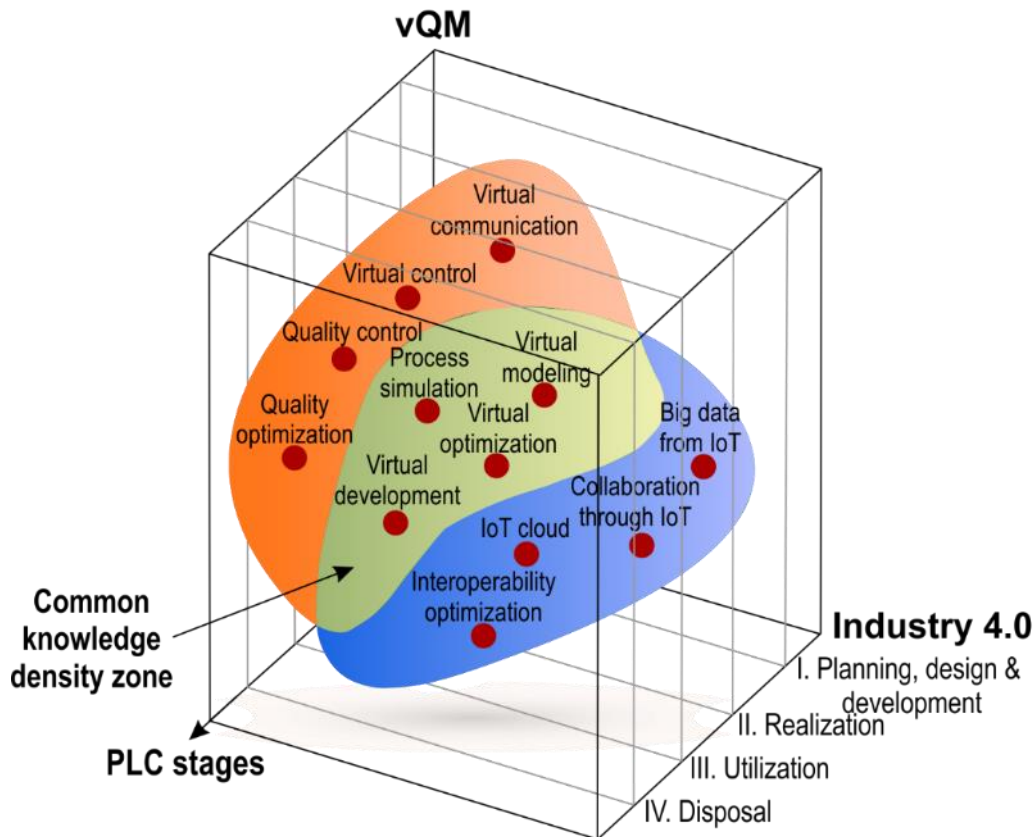 vQM
Virtual
communication
Virtual control
Quality control
Process
simulation
Virtual
modeling
Quality
optimization
Virtual
optimization
Big data
from IoT
Virtual
development
Collaboration
through IoT
IoT cloud
Interoperability
optimization
Common
knowledge
density zone
Industry 4.0
I. Planning, design &
development
II. Realization
III. Utilization
IV. Disposal
PLC stages